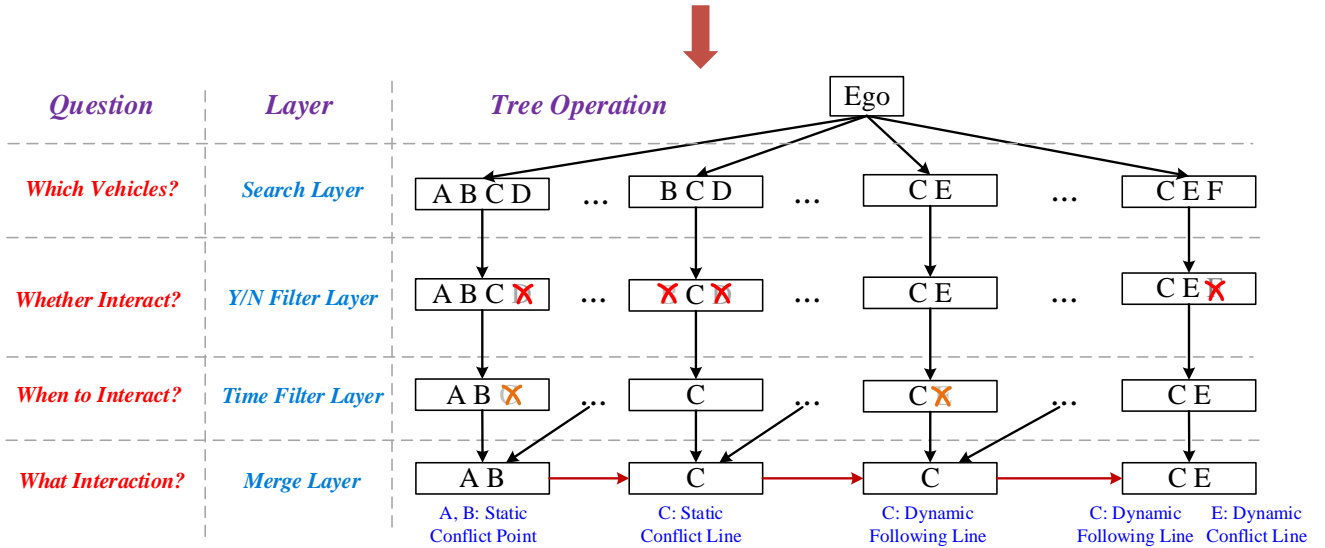 Question Layer Tree Operation Ego
Which Vehicles? Search Layer A B C D ... B C D ... C E ... C E F
Whether Interact? Y/N Filter Layer A B C ... C ... C E ... C E
When to Interact? Time Filter Layer A B ... C ... C ... C E
What Interaction? Merge Layer A B C C C E
A, B: Static
Conflict Point
C: Static
Conflict Line
C: Dynamic
Following Line
C: Dynamic
Following Line
E: Dynamic
Conflict Line